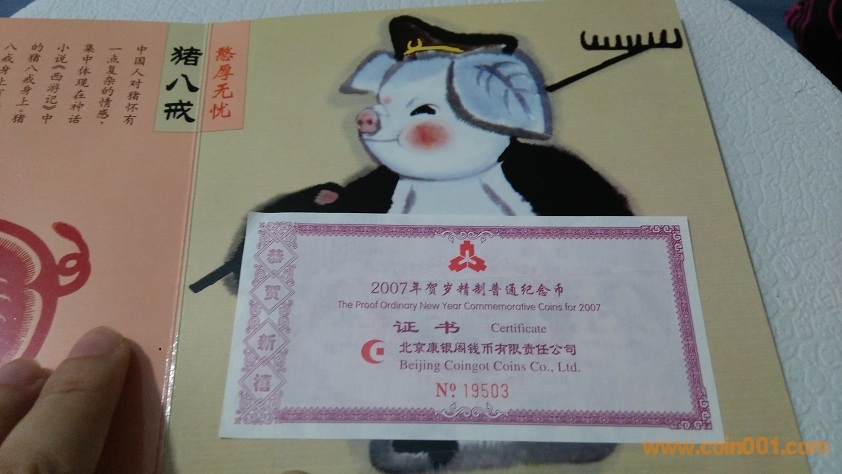 憨厚无忧
猪八戒
中国人对猪怀有
一点复杂的情感，
集中体现在神话
小说《西游记》中
的猪八戒身上。猪
八戒身上
恭贺新禧
2007年贺岁精制普通纪念币
The Proof Ordinary New Year Commemorative Coins for 2007
证书 Certificate
北京康银阁钱币有限责任公司
Beijing Coingot Coins Co., Ltd.
№ 19503
www.coin001.com